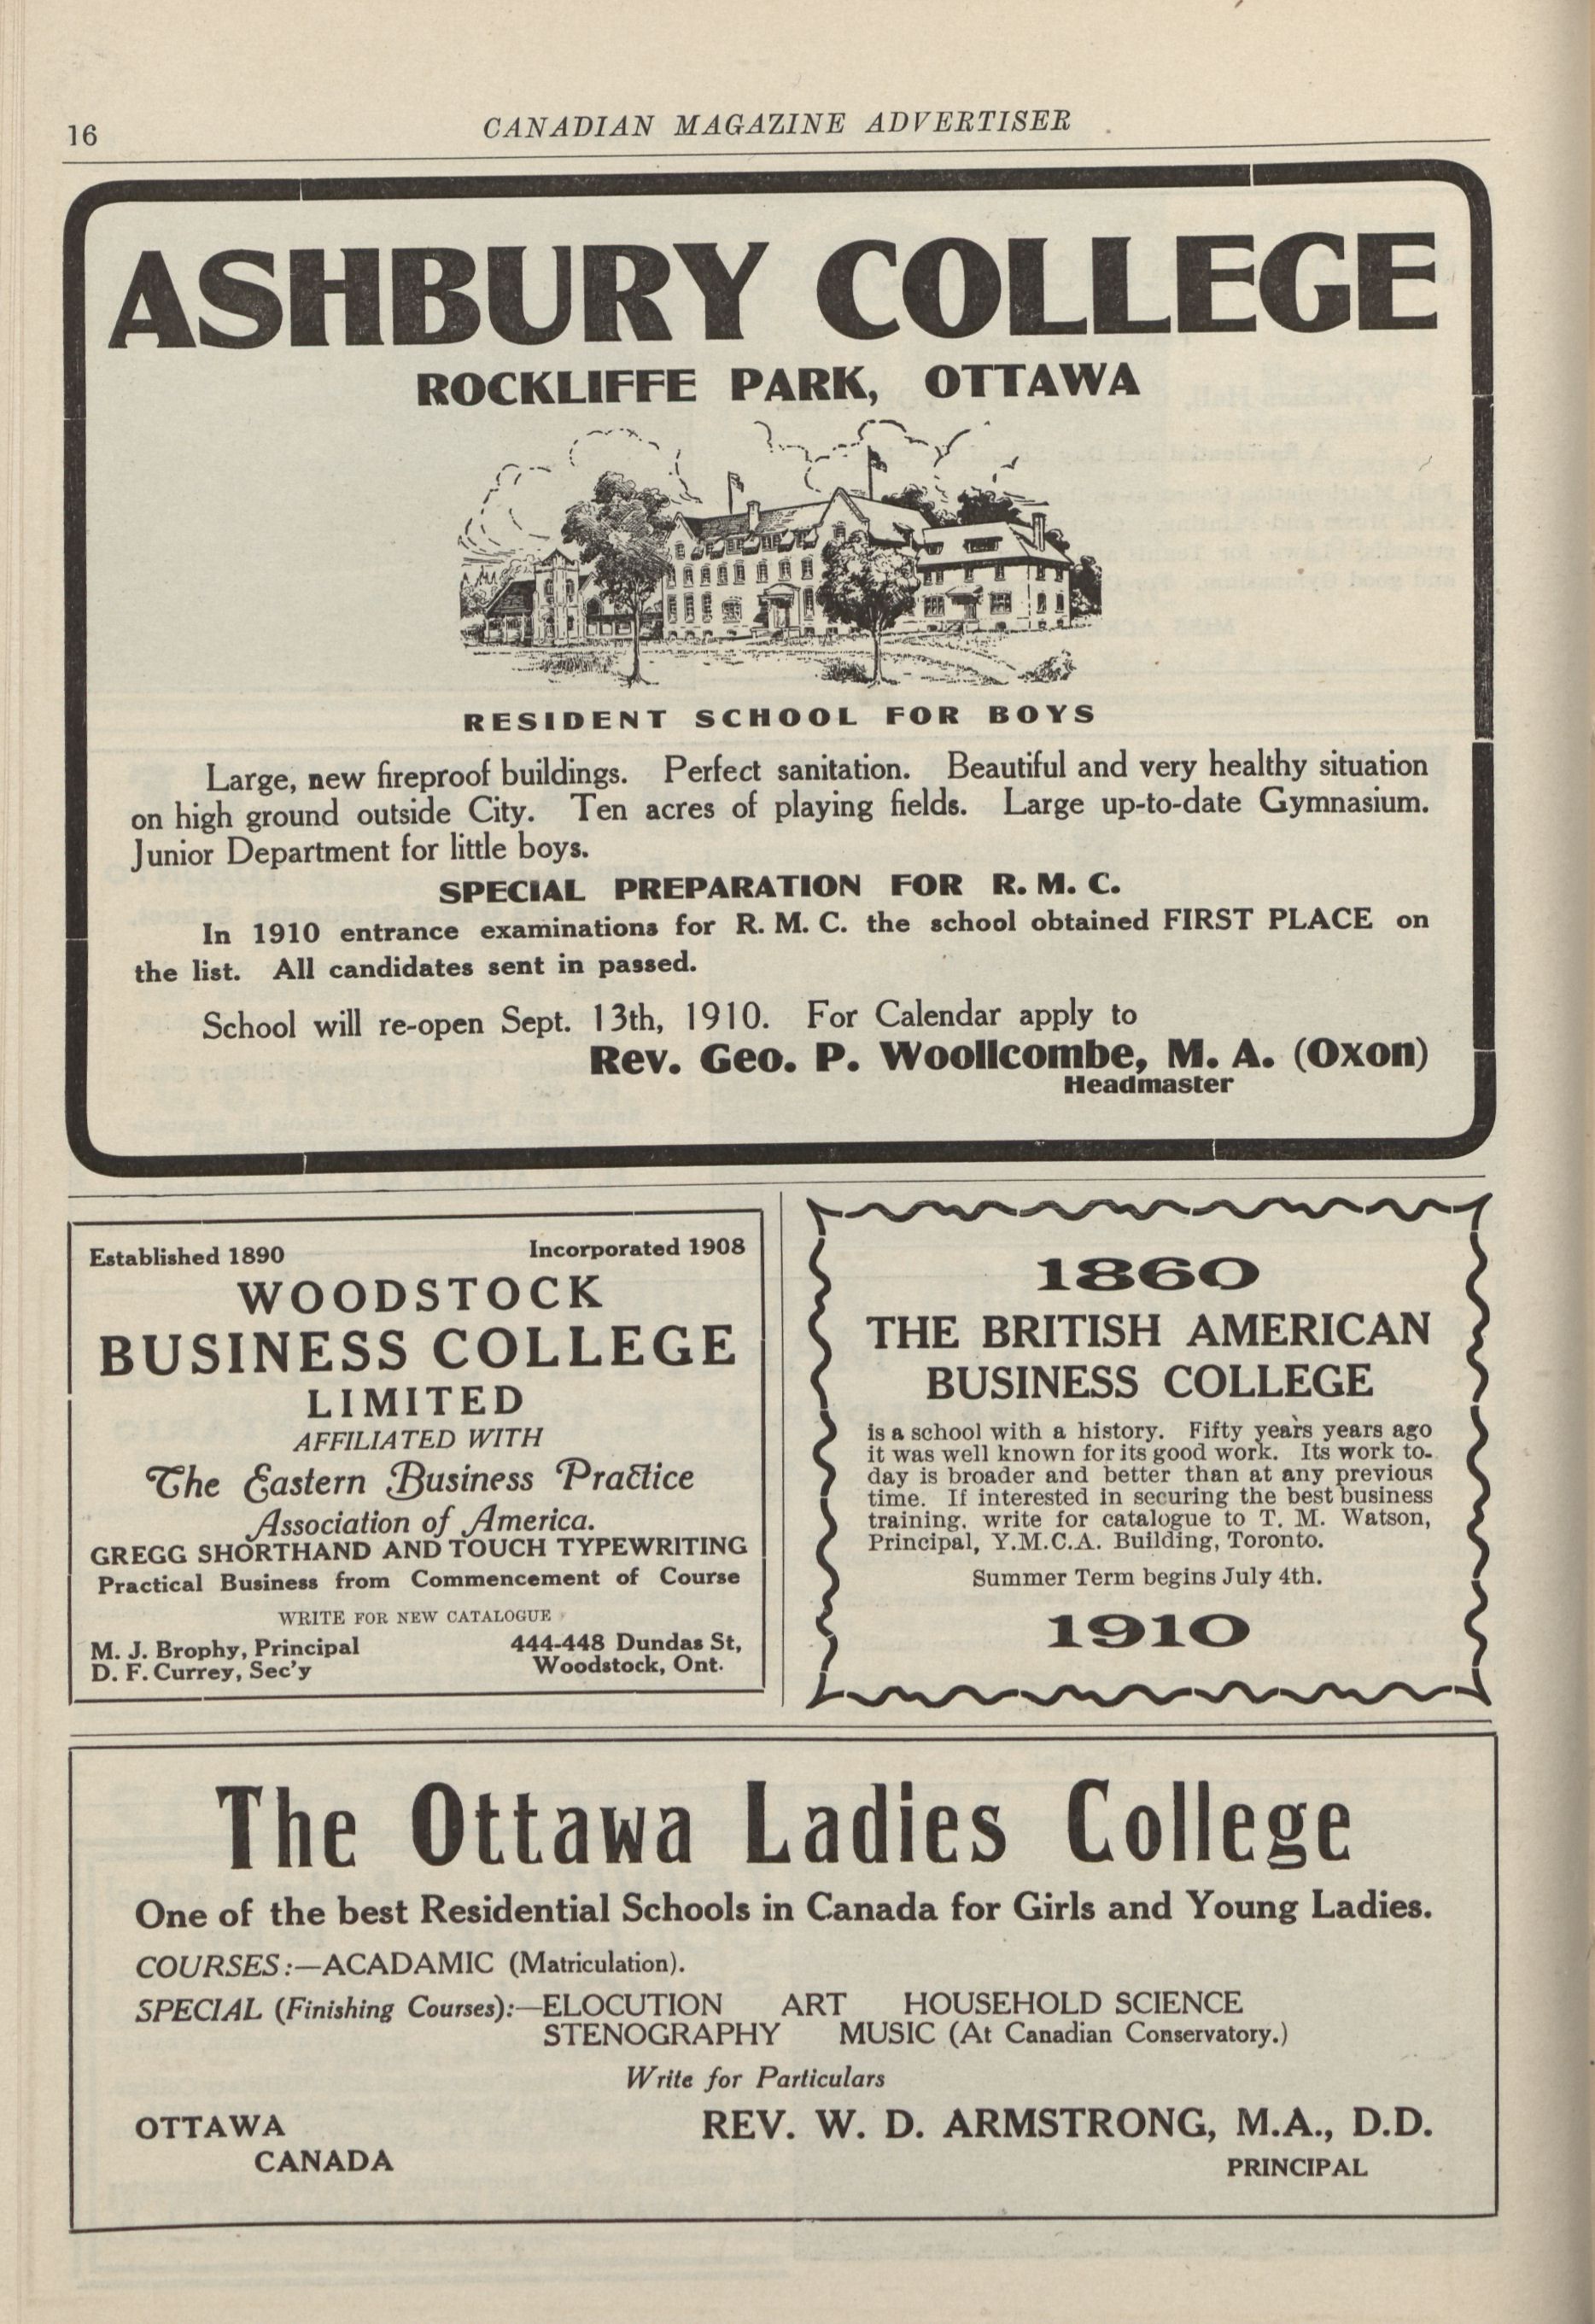 16
CANADIAN MAGAZINE ADVERTISER
ASHBURY COLLEGE
ROCKLIFFE PARK, OTTAWA
RESIDENT SCHOOL FOR BOYS
Large, new fireproof buildings. Perfect sanitation. Beautiful and very healthy situation
on high ground outside City. Ten acres of playing fields. Large up-to-date Gymnasium.
Junior Department for little boys.
SPECIAL PREPARATION FOR R. M. C.
In 1910 entrance examinations for R. M. C. the school obtained FIRST PLACE on
the list. All candidates sent in passed.
School will re-open Sept. 13th, 1910. For Calendar apply to
Rev. Geo. P. Woollcombe, M. A. (Oxon)
Headmaster
Established 1890 Incorporated 1908
WOODSTOCK
BUSINESS COLLEGE
LIMITED
AFFILIATED WITH
The Eastern Business Practice
Association of America.
GREGG SHORTHAND AND TOUCH TYPEWRITING
Practical Business from Commencement of Course
WRITE FOR NEW CATALOGUE
M. J. Brophy, Principal 444-448 Dundas St,
D. F. Currey, Sec'y Woodstock, Ont.
1860
THE BRITISH AMERICAN
BUSINESS COLLEGE
is a school with a history. Fifty years years ago
it was well known for its good work. Its work to-
day is broader and better than at any previous
time. If interested in securing the best business
training. write for catalogue to T. M. Watson,
Principal, Y.M.C.A. Building, Toronto.
Summer Term begins July 4th.
1910
The Ottawa Ladies College
One of the best Residential Schools in Canada for Girls and Young Ladies.
COURSES:—ACADAMIC (Matriculation).
SPECIAL (Finishing Courses):—ELOCUTION ART HOUSEHOLD SCIENCE
STENOGRAPHY MUSIC (At Canadian Conservatory.)
Write for Particulars
OTTAWA REV. W. D. ARMSTRONG, M.A., D.D.
CANADA PRINCIPAL